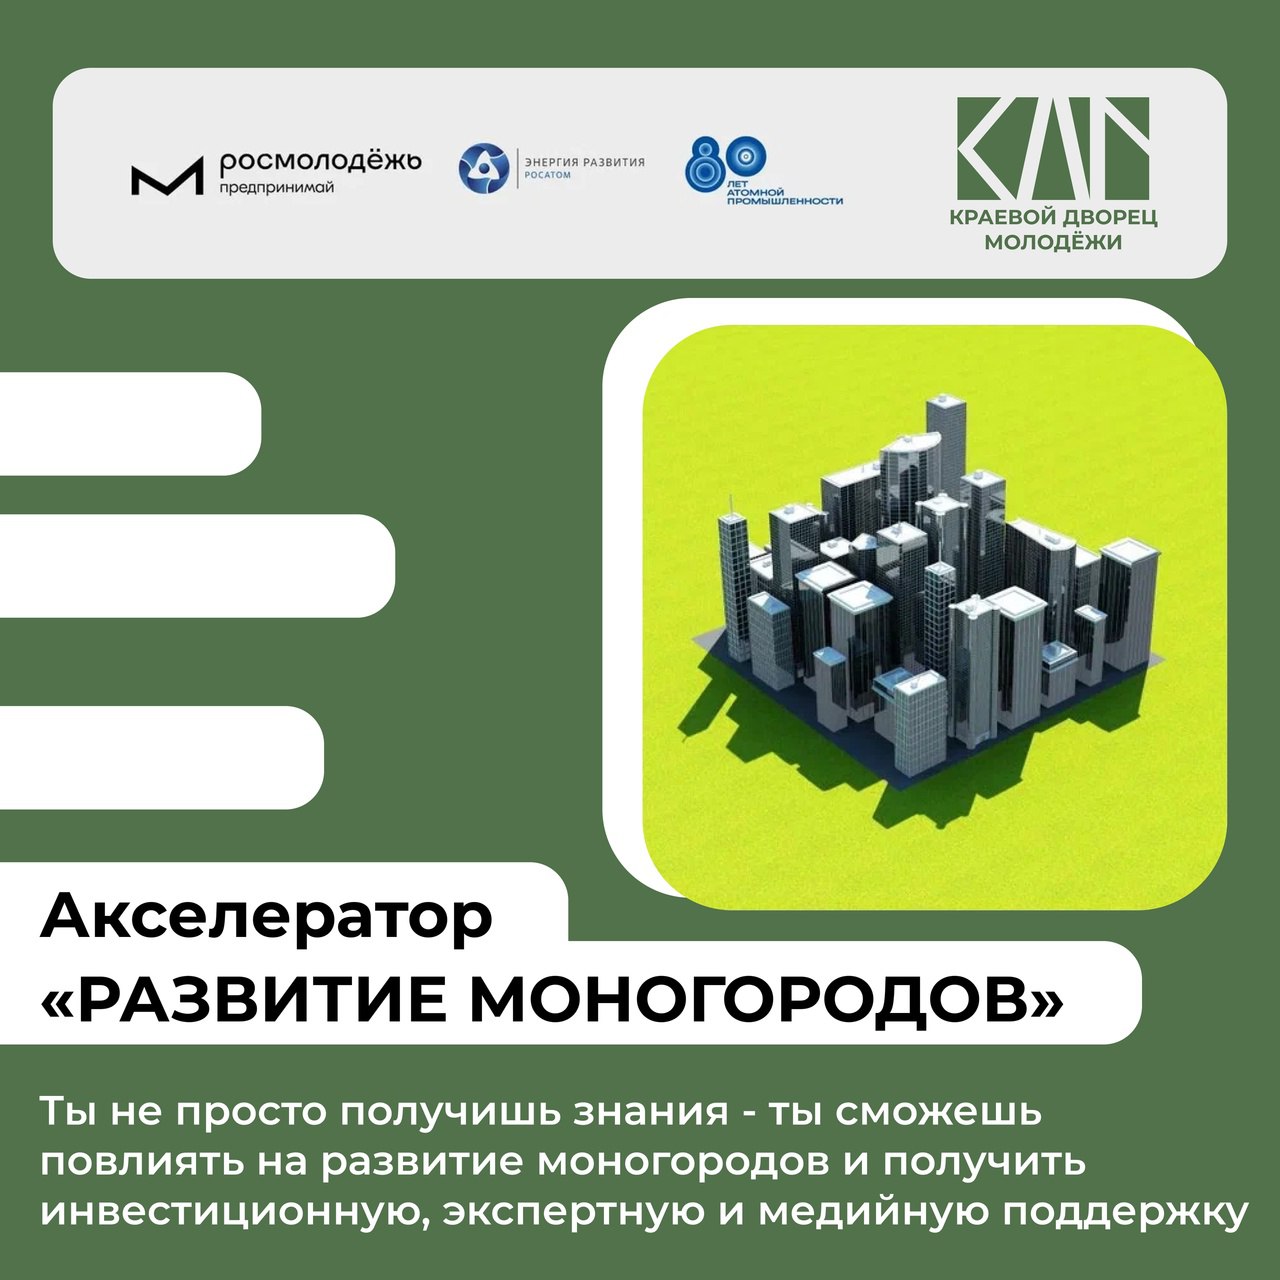 росмолодёжь
предпринимай
ЭНЕРГИЯ РАЗВИТИЯ
РОСАТОМ
80
ЛЕТ
АТОМНОЙ
ПРОМЫШЛЕННОСТИ
КДМ
КРАЕВОЙ ДВОРЕЦ
МОЛОДЁЖИ
Акселератор
«РАЗВИТИЕ МОНОГОРОДОВ»
Ты не просто получишь знания - ты сможешь
повлиять на развитие моногородов и получить
инвестиционную, экспертную и медийную поддержку